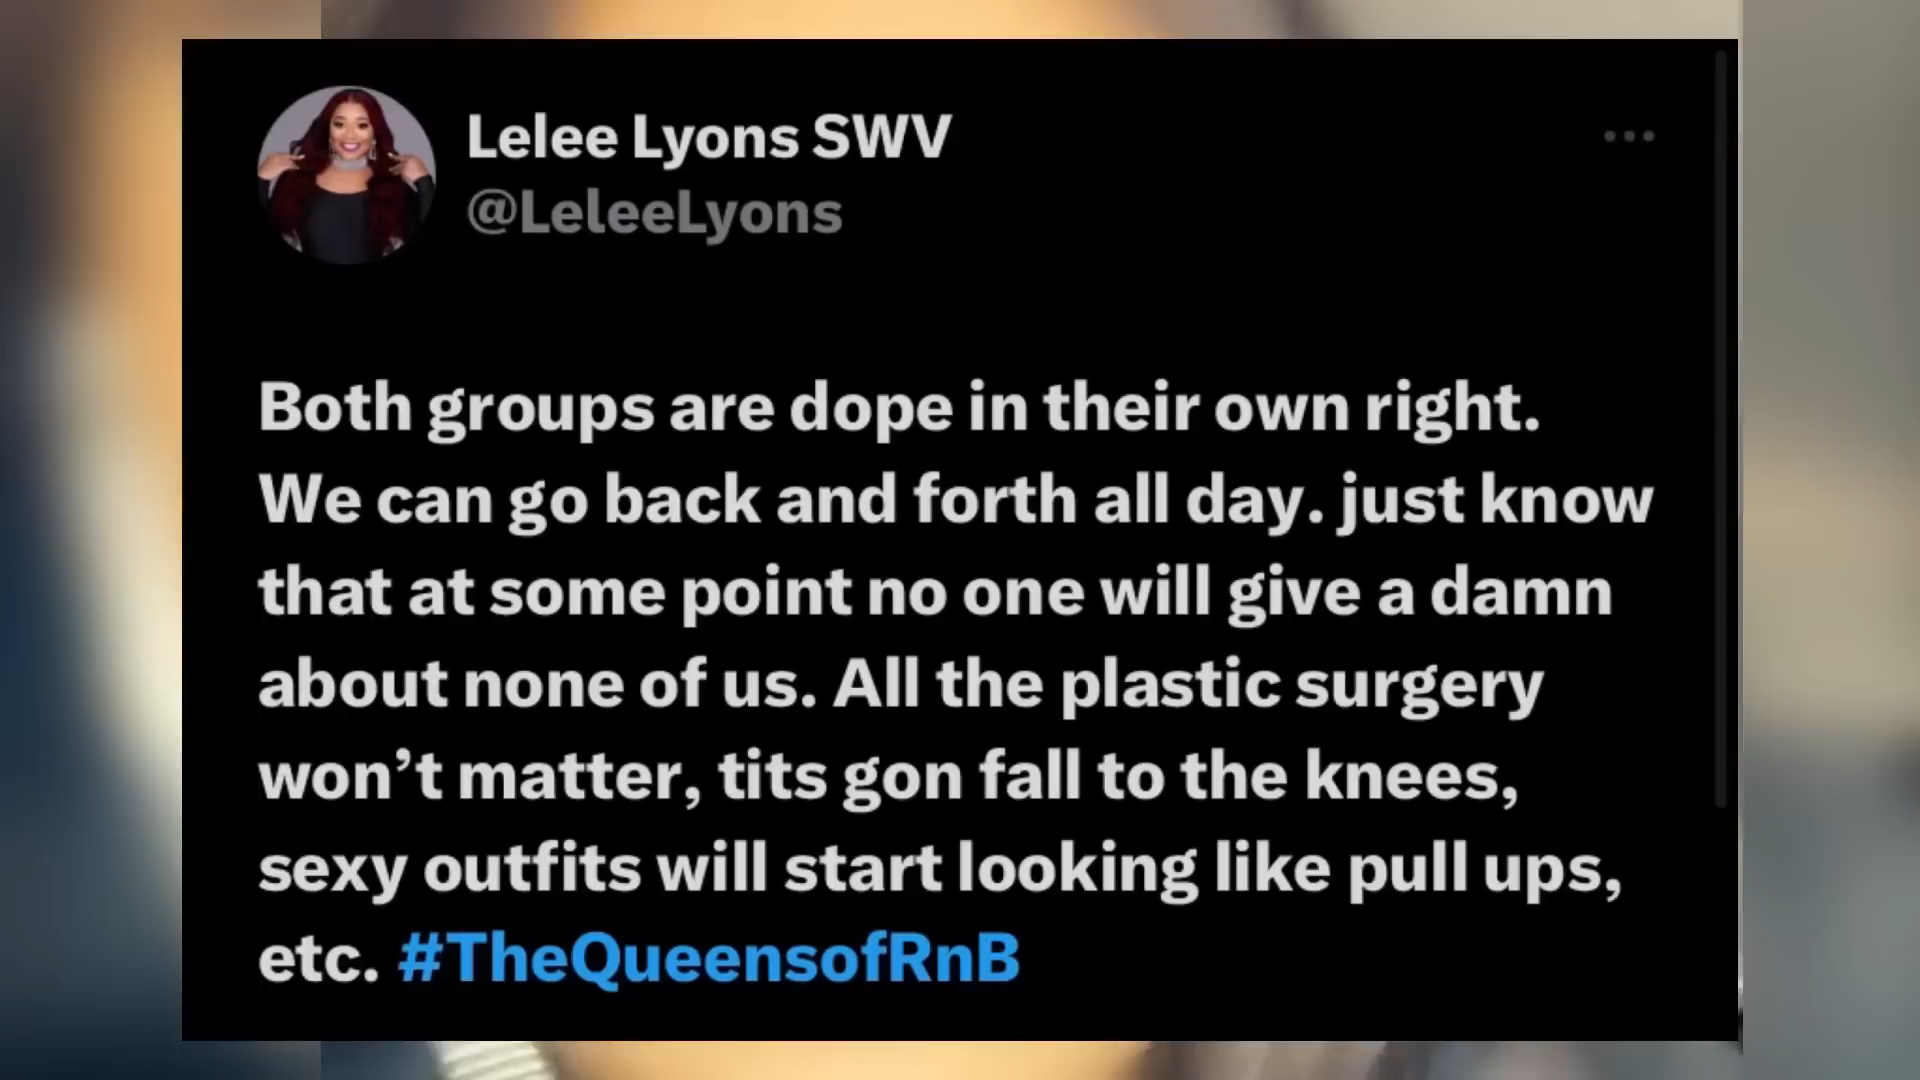 Lelee Lyons SWV
@LeleeLyons
Both groups are dope in their own right.
We can go back and forth all day. just know
that at some point no one will give a damn
about none of us. All the plastic surgery
won’t matter, tits gon fall to the knees,
sexy outfits will start looking like pull ups,
etc. #TheQueensofRnB